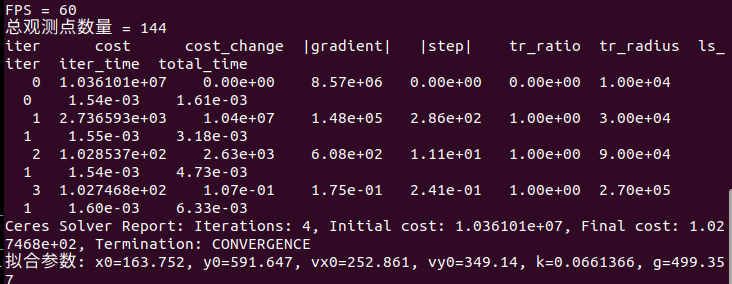 FPS = 60
总观测点数量 = 144
iter      cost      cost_change  |gradient|   |step|    tr_ratio  tr_radius  ls_
iter  iter_time  total_time
   0  1.036101e+07    0.00e+00    8.57e+06   0.00e+00   0.00e+00  1.00e+04
  0    1.54e-03    1.61e-03
   1  2.736593e+03    1.04e+07    1.48e+05   2.86e+02   1.00e+00  3.00e+04
  1    1.55e-03    3.18e-03
   2  1.028537e+02    2.63e+03    6.08e+02   1.11e+01   1.00e+00  9.00e+04
  1    1.54e-03    4.73e-03
   3  1.027468e+02    1.07e-01    1.75e-01   2.41e-01   1.00e+00  2.70e+05
  1    1.60e-03    6.33e-03
Ceres Solver Report: Iterations: 4, Initial cost: 1.036101e+07, Final cost: 1.02
7468e+02, Termination: CONVERGENCE
拟合参数: x0=163.752, y0=591.647, vx0=252.861, vy0=349.14, k=0.0661366, g=499.35
7